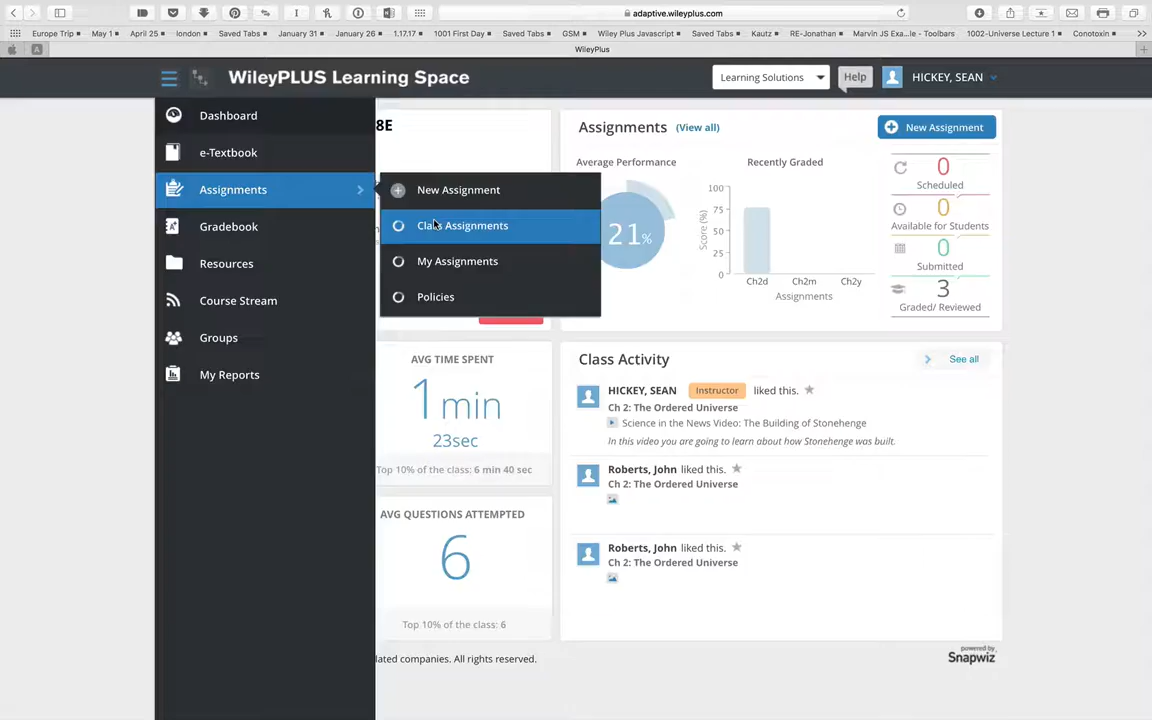 adaptive.wileyplus.com
Europe Trip May 1 April 25 london Saved Tabs January 31 January 26 1.17.17 1001 First Day Saved Tabs GSM Wiley Plus Javascript Saved Tabs Kautz RE-Jonathan Marvin JS Exa...le - Toolbars 1002-Universe Lecture 1 Conotoxin
WileyPlus
WileyPLUS Learning Space
Learning Solutions
Help
HICKEY, SEAN
Dashboard
e-Textbook
Assignments
Gradebook
Resources
Course Stream
Groups
My Reports
New Assignment
Class Assignments
My Assignments
Policies
8E
Assignments (View all)
New Assignment
Average Performance
21%
Recently Graded
Score (%)
100
75
50
25
0
Ch2d Ch2m Ch2y
Assignments
0
Scheduled
0
Available for Students
0
Submitted
3
Graded/ Reviewed
AVG TIME SPENT
1 min
23sec
Top 10% of the class: 6 min 40 sec
AVG QUESTIONS ATTEMPTED
6
Top 10% of the class: 6
Class Activity
See all
HICKEY, SEAN Instructor liked this.
Ch 2: The Ordered Universe
Science in the News Video: The Building of Stonehenge
In this video you are going to learn about how Stonehenge was built.
Roberts, John liked this.
Ch 2: The Ordered Universe
Roberts, John liked this.
Ch 2: The Ordered Universe
lated companies. All rights reserved.
powered by
Snapwiz